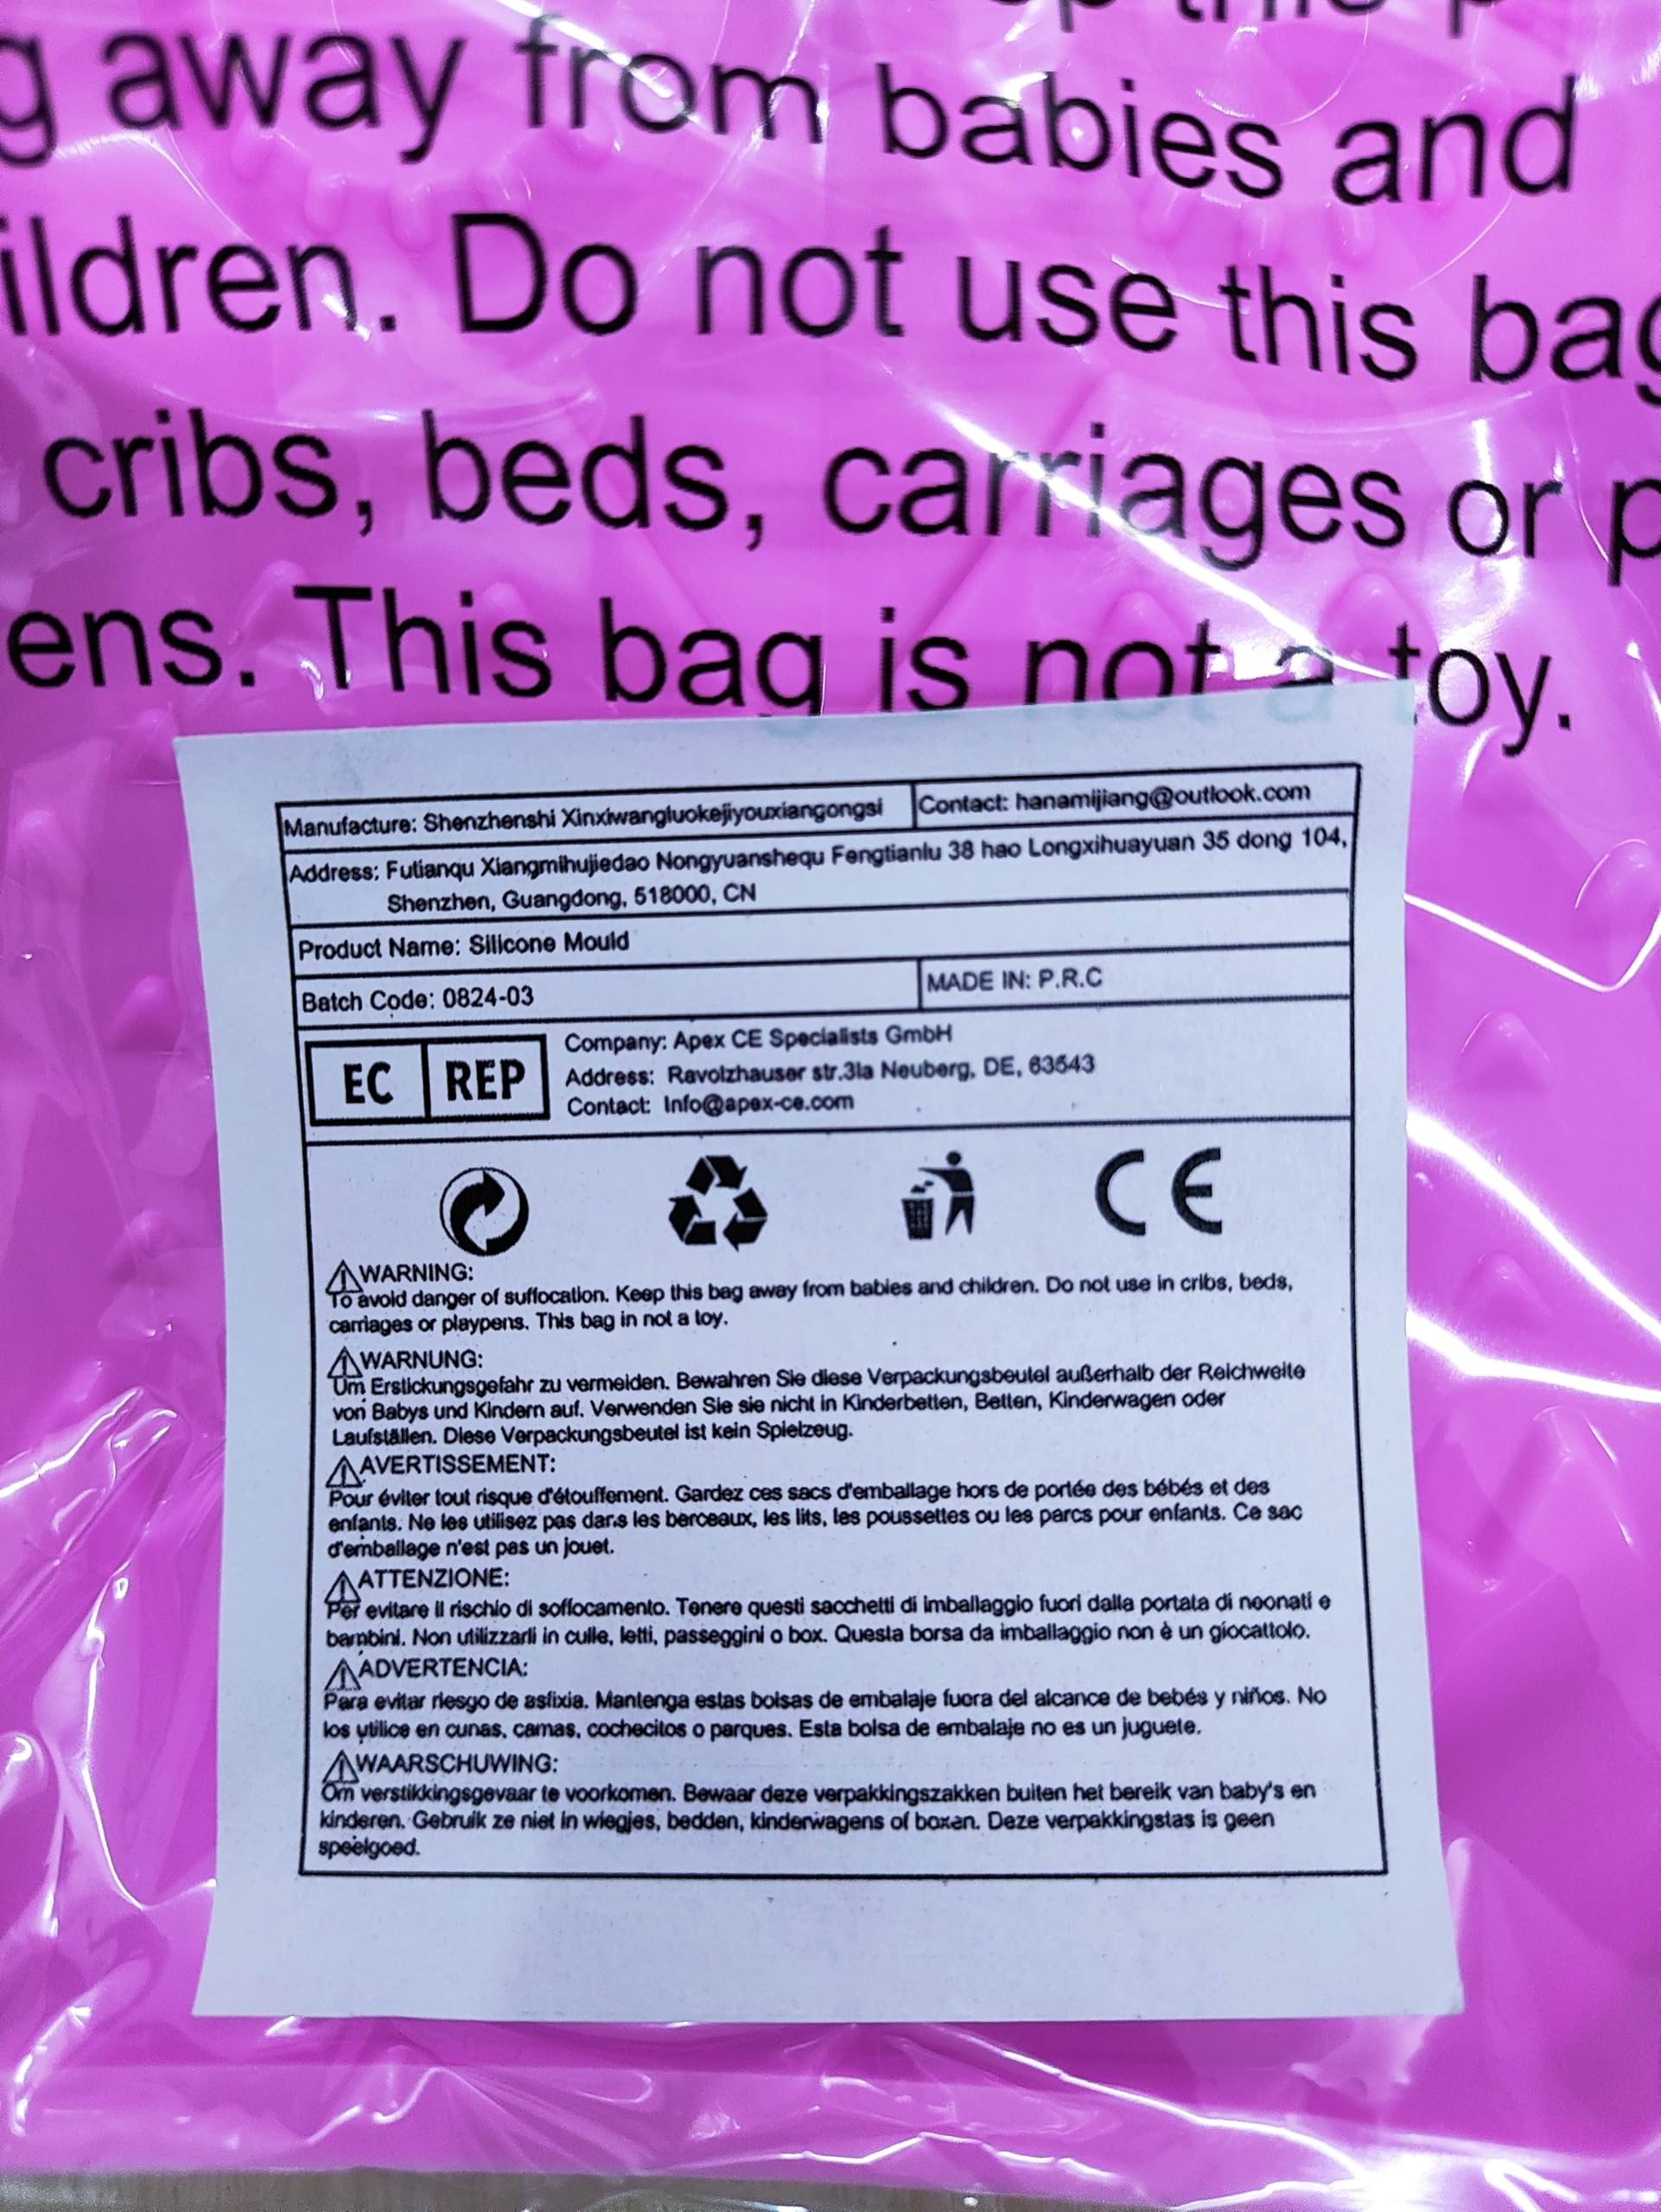 g away from babies and
ildren. Do not use this bag
cribs, beds, carriages or p
ens. This bag is not a toy.
Manufacture: Shenzhenshi Xinxiwangluokejiyouxiangongsi
Contact: hanamijiang@outlook.com
Address: Futianqu Xiangmihujiedao Nongyuanshequ Fengtianlu 38 hao Longxihuayuan 35 dong 104,
Shenzhen, Guangdong, 518000, CN
Product Name: Silicone Mould
Batch Code: 0824-03
MADE IN: P.R.C
EC REP
Company: Apex CE Specialists GmbH
Address: Ravolzhauser str.3la Neuberg, DE, 63543
Contact: Info@apex-ce.com
CE
WARNING:
To avoid danger of suffocation. Keep this bag away from babies and children. Do not use in cribs, beds,
carriages or playpens. This bag in not a toy.
WARNUNG:
Um Erstickungsgefahr zu vermeiden. Bewahren Sie diese Verpackungsbeutel außerhalb der Reichweite
von Babys und Kindern auf. Verwenden Sie sie nicht in Kinderbetten, Betten, Kinderwagen oder
Laufställen. Diese Verpackungsbeutel ist kein Spielzeug.
AVERTISSEMENT:
Pour éviter tout risque d'étouffement. Gardez ces sacs d'emballage hors de portée des bébés et des
enfants. Ne les utilisez pas dans les berceaux, les lits, les poussettes ou les parcs pour enfants. Ce sac
d'emballage n'est pas un jouet.
ATTENZIONE:
Per evitare il rischio di soffocamento. Tenere questi sacchetti di imballaggio fuori dalla portata di neonati e
bambini. Non utilizzarli in culle, letti, passeggini o box. Questa borsa da imballaggio non è un giocattolo.
ADVERTENCIA:
Para evitar riesgo de asfixia. Mantenga estas bolsas de embalaje fuera del alcance de bebés y niños. No
los utilice en cunas, camas, cochecitos o parques. Esta bolsa de embalaje no es un juguete.
WAARSCHUWING:
Om verstikkingsgevaar te voorkomen. Bewaar deze verpakkingszakken buiten het bereik van baby's en
kinderen. Gebruik ze niet in wiegjes, bedden, kinderwagens of boxen. Deze verpakkingstas is geen
speelgoed.